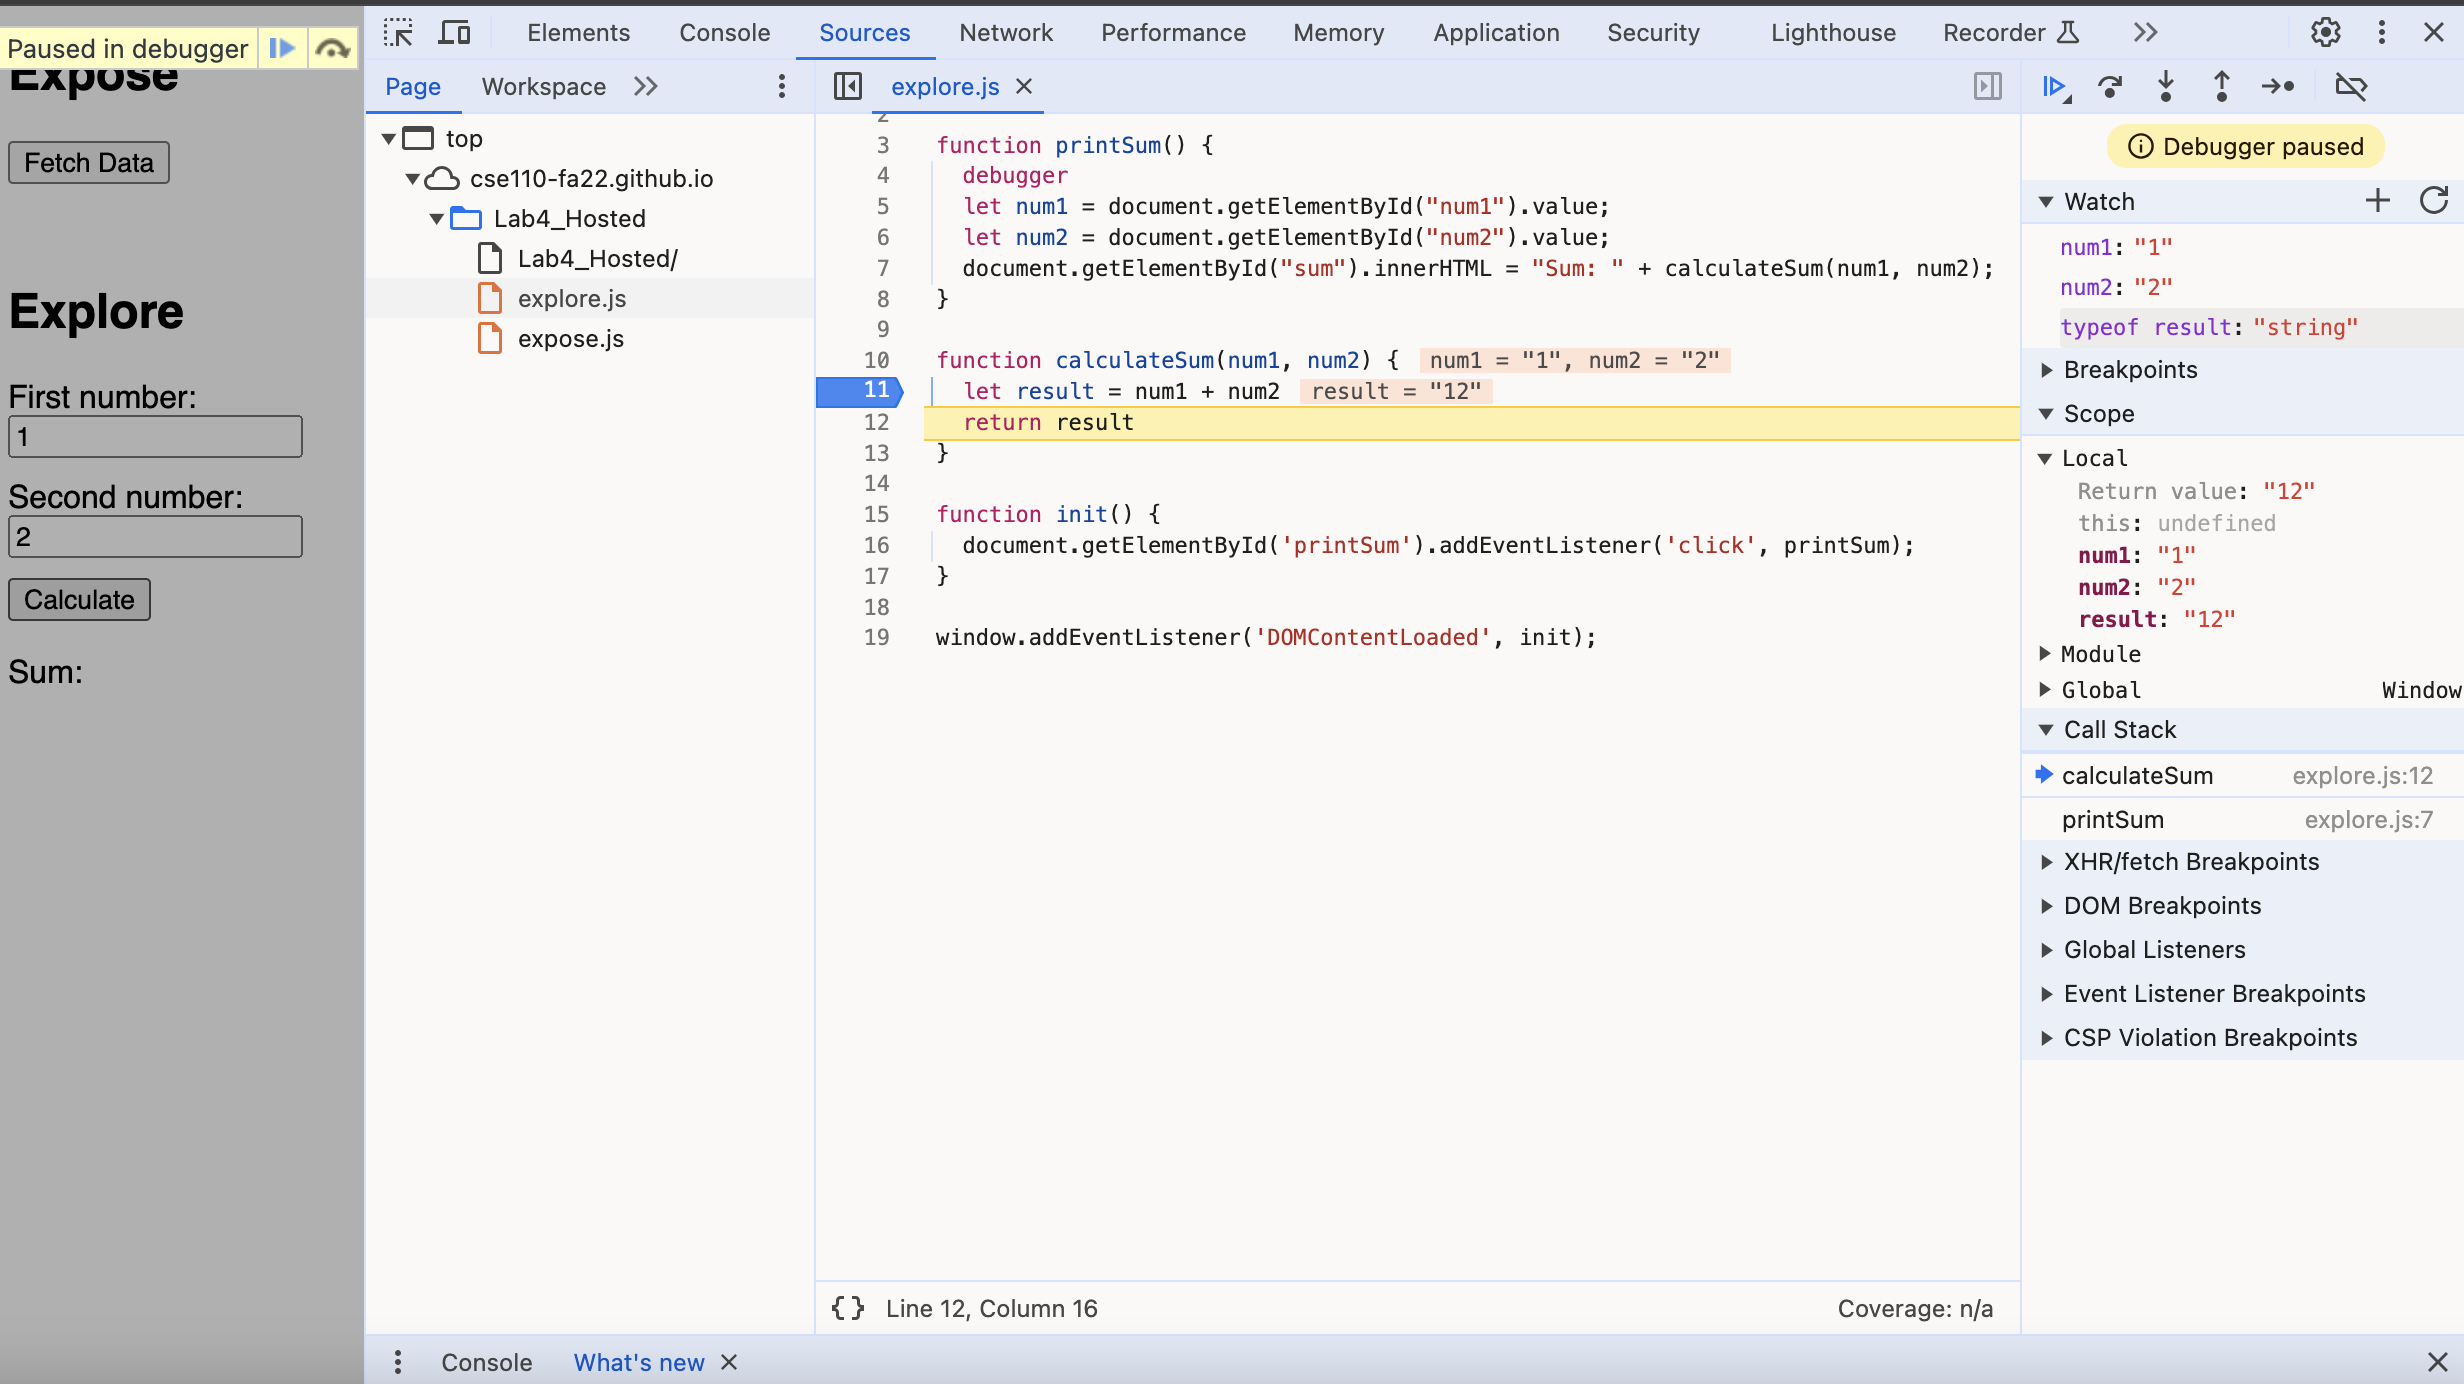 Paused in debugger
Expose
Fetch Data
Explore
First number:
1
Second number:
2
Calculate
Sum:
Elements Console Sources Network Performance Memory Application Security Lighthouse Recorder
Page Workspace
top
cse110-fa22.github.io
Lab4_Hosted
Lab4_Hosted/
explore.js
expose.js
explore.js
2
3 function printSum() {
4 debugger
5 let num1 = document.getElementById("num1").value;
6 let num2 = document.getElementById("num2").value;
7 document.getElementById("sum").innerHTML = "Sum: " + calculateSum(num1, num2);
8 }
9
10 function calculateSum(num1, num2) { num1 = "1", num2 = "2"
11 let result = num1 + num2 result = "12"
12 return result
13 }
14
15 function init() {
16 document.getElementById('printSum').addEventListener('click', printSum);
17 }
18
19 window.addEventListener('DOMContentLoaded', init);
{ } Line 12, Column 16 Coverage: n/a
Debugger paused
Watch
num1: "1"
num2: "2"
typeof result: "string"
Breakpoints
Scope
Local
Return value: "12"
this: undefined
num1: "1"
num2: "2"
result: "12"
Module
Global Window
Call Stack
calculateSum explore.js:12
printSum explore.js:7
XHR/fetch Breakpoints
DOM Breakpoints
Global Listeners
Event Listener Breakpoints
CSP Violation Breakpoints
Console What's new